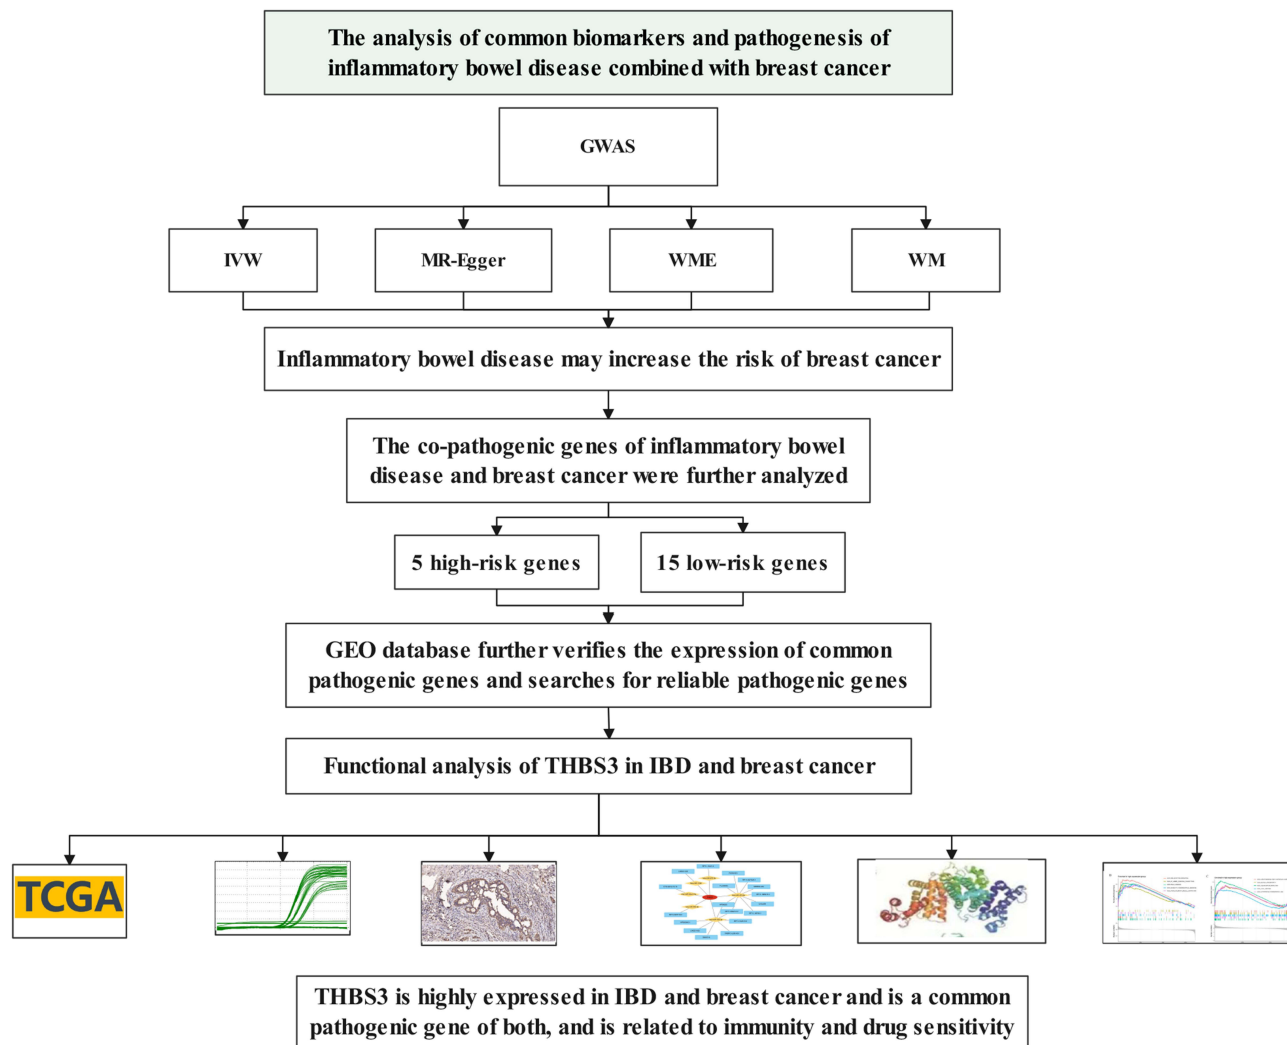 The analysis of common biomarkers and pathogenesis of
inflammatory bowel disease combined with breast cancer
GWAS
IVW
MR-Egger
WME
WM
Inflammatory bowel disease may increase the risk of breast cancer
The co-pathogenic genes of inflammatory bowel
disease and breast cancer were further analyzed
5 high-risk genes
15 low-risk genes
GEO database further verifies the expression of common
pathogenic genes and searches for reliable pathogenic genes
Functional analysis of THBS3 in IBD and breast cancer
TCGA
THBS3 is highly expressed in IBD and breast cancer and is a common
pathogenic gene of both, and is related to immunity and drug sensitivity